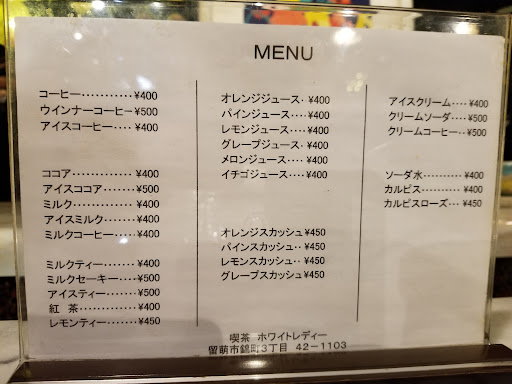 MENU
コーヒー············¥400
ウインナーコーヒー¥500
アイスコーヒー····¥400
ココア··············¥400
アイスココア······¥500
ミルク··············¥400
アイスミルク·······¥400
ミルクコーヒー····¥400
ミルクティー·······¥400
ミルクセーキー····¥500
アイスティー·······¥500
紅　茶··············¥400
レモンティー·······¥450
オレンジジュース··¥400
パインジュース····¥400
レモンジュース····¥400
グレープジュース··¥400
メロンジュース····¥400
イチゴジュース····¥400
オレンジスカッシュ¥450
パインスカッシュ··¥450
レモンスカッシュ··¥450
グレープスカッシュ¥450
アイスクリーム····¥400
クリームソーダ····¥500
クリームコーヒー··¥500
ソーダ水··········¥400
カルピス··········¥400
カルピスローズ···¥450
喫茶　ホワイトレディー
留萌市錦町3丁目　42－1103